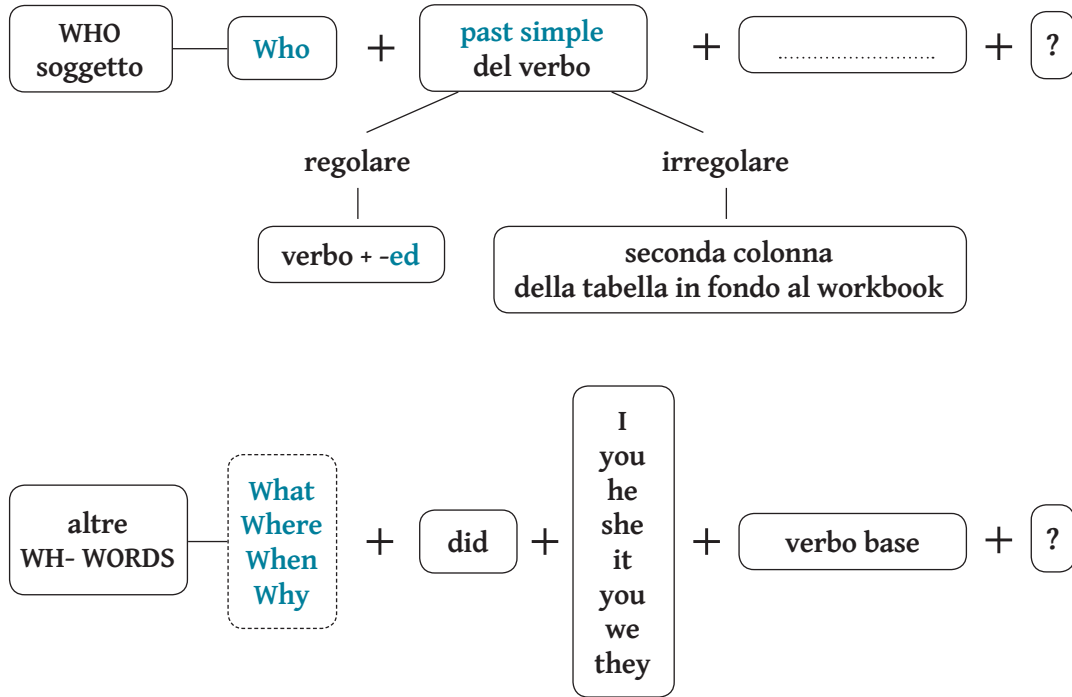 WHO
soggetto
Who
+
past simple
del verbo
+
..............................
+
?
regolare
irregolare
verbo + -ed
seconda colonna
della tabella in fondo al workbook
altre
WH- WORDS
What
Where
When
Why
+
did
+
I
you
he
she
it
you
we
they
+
verbo base
+
?